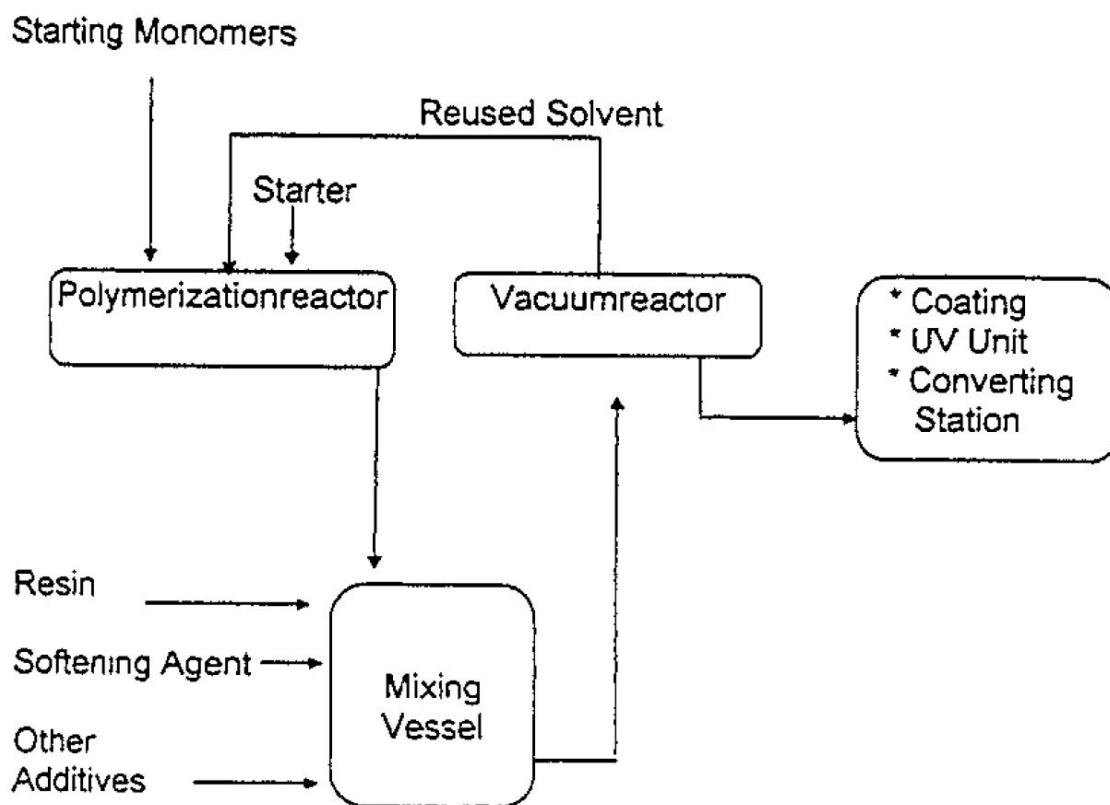 Starting Monomers
Reused Solvent
Starter
Polymerizationreactor
Vacuumreactor
* Coating
* UV Unit
* Converting
Station
Resin
Softening Agent
Mixing
Vessel
Other
Additives